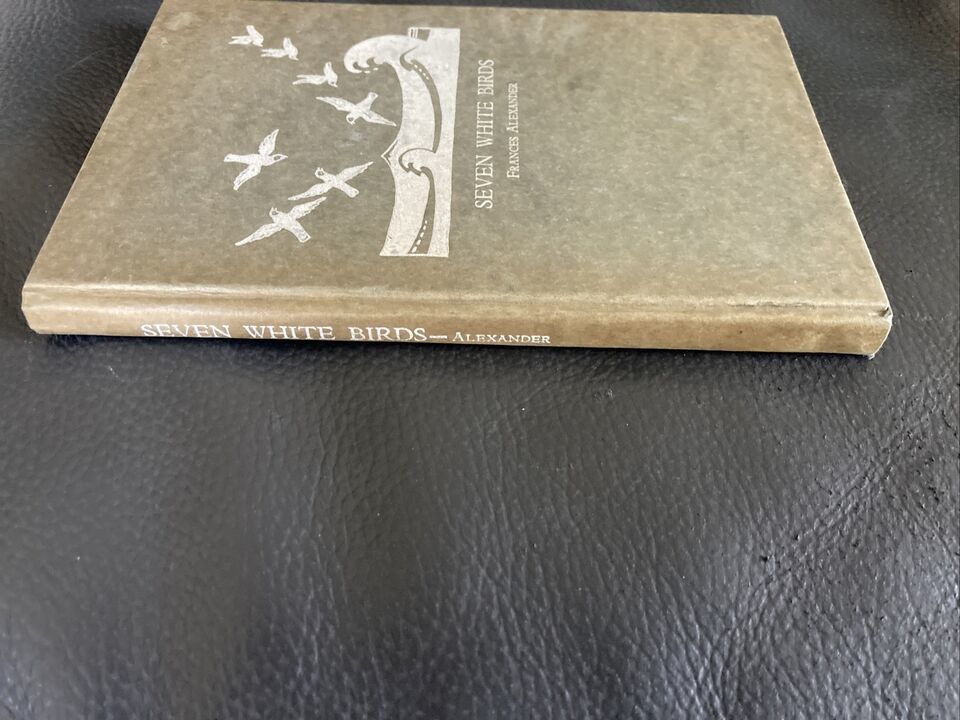 SEVEN WHITE BIRDS
FRANCES ALEXANDER
SEVEN WHITE BIRDS—ALEXANDER